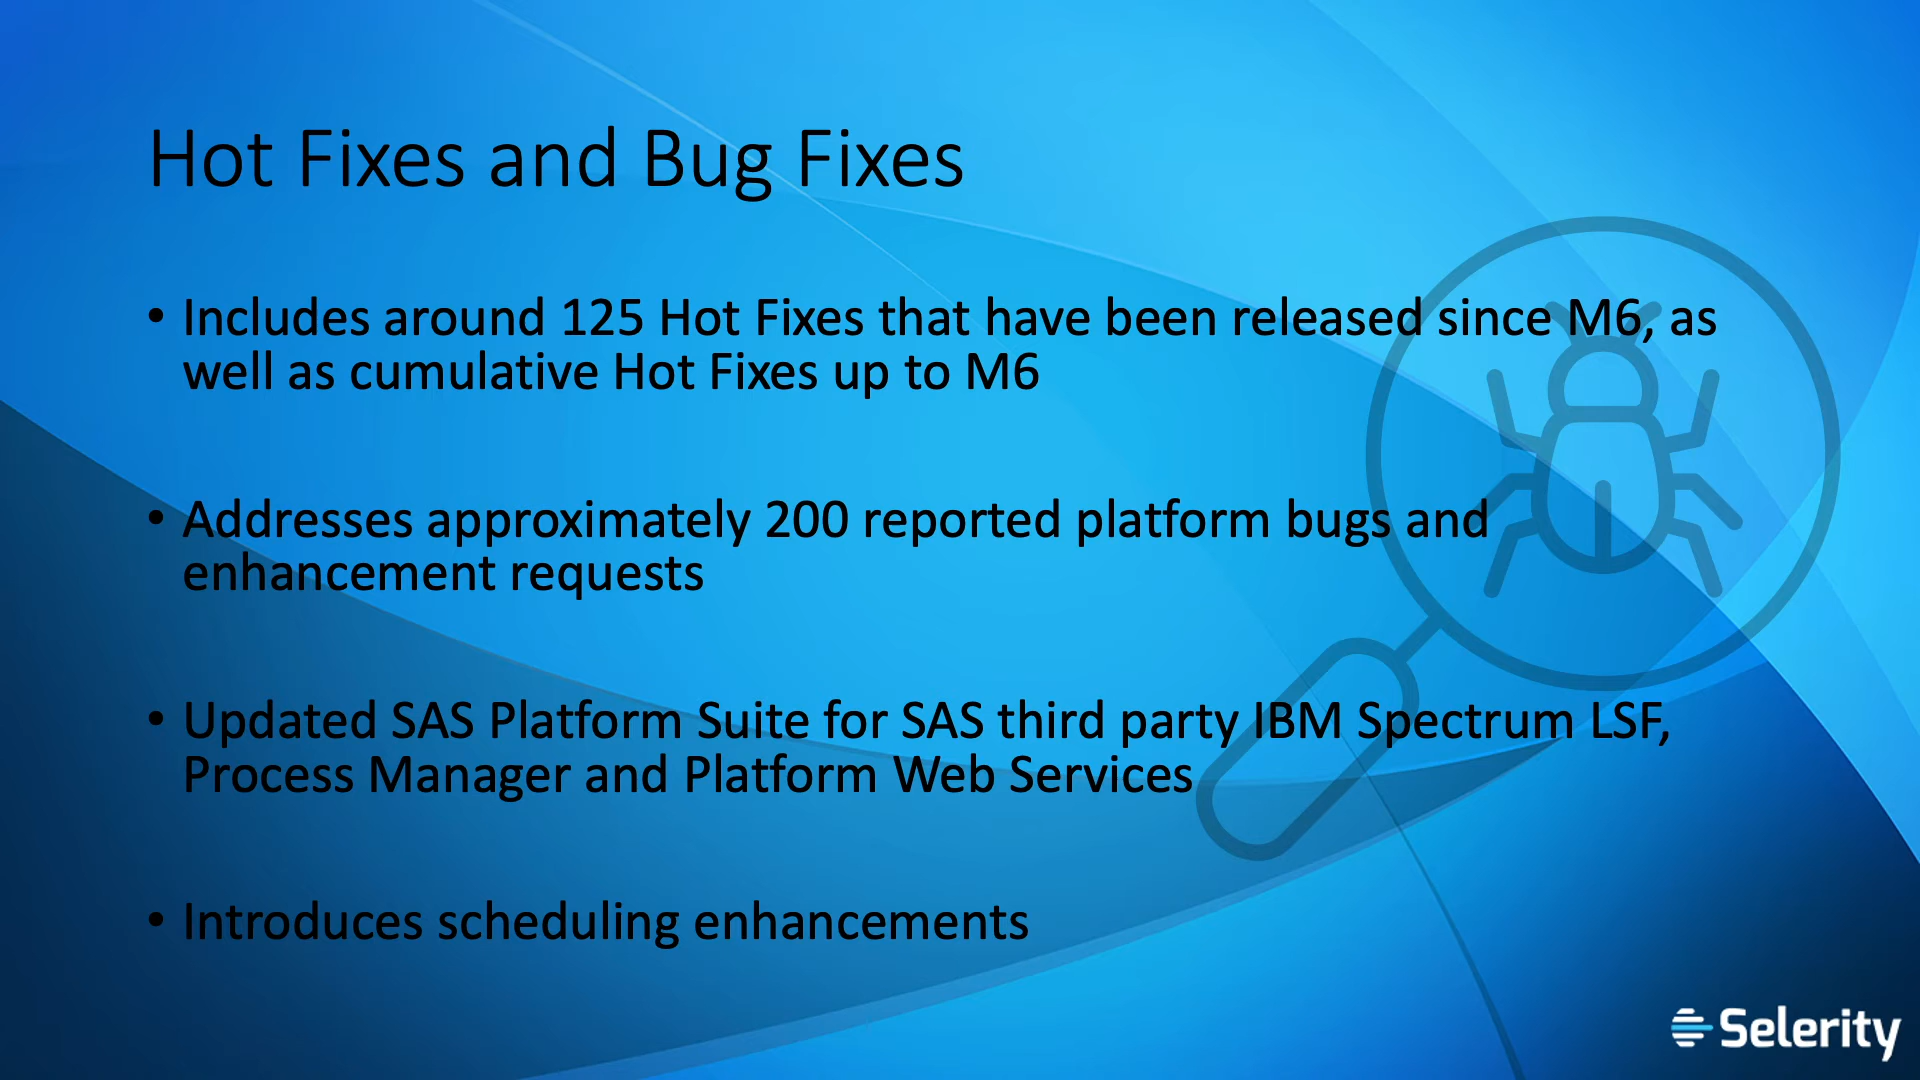 Hot Fixes and Bug Fixes
• Includes around 125 Hot Fixes that have been released since M6, as
well as cumulative Hot Fixes up to M6
• Addresses approximately 200 reported platform bugs and
enhancement requests
• Updated SAS Platform Suite for SAS third party IBM Spectrum LSF,
Process Manager and Platform Web Services
• Introduces scheduling enhancements
Selerity